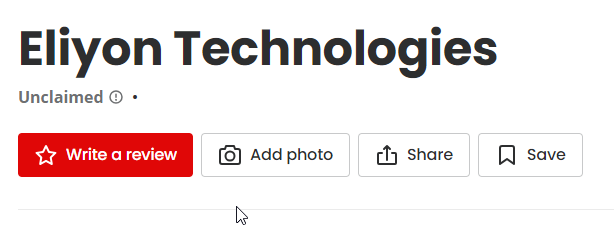 Eliyon Technologies
Unclaimed •
Write a review Add photo Share Save